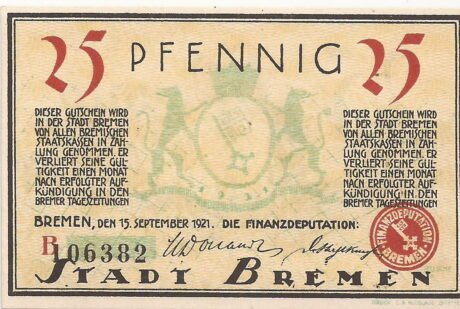 25 PFENNIG 25
DIESER GUTSCHEIN WIRD
IN DER STADT BREMEN
VON ALLEN BREMISCHEN
STAATSKASSEN IN ZAH-
LUNG GENOMMEN. ER
VERLIERT SEINE GÜL-
TIGKEIT EINEN MONAT
NACH ERFOLGTER AUF-
KÜNDIGUNG IN DEN
BREMER TAGESZEITUNGEN
DIESER GUTSCHEIN WIRD
IN DER STADT BREMEN
VON ALLEN BREMISCHEN
STAATSKASSEN IN ZAH-
LUNG GENOMMEN. ER
VERLIERT SEINE GÜL-
TIGKEIT EINEN MONAT
NACH ERFOLGTER AUF-
KÜNDIGUNG IN DEN
BREMER TAGESZEITUNGEN
BREMEN, DEN 15. SEPTEMBER 1921. DIE FINANZDEPUTATION:
B 106382
FINANZDEPUTATION
BREMEN
STADT BREMEN